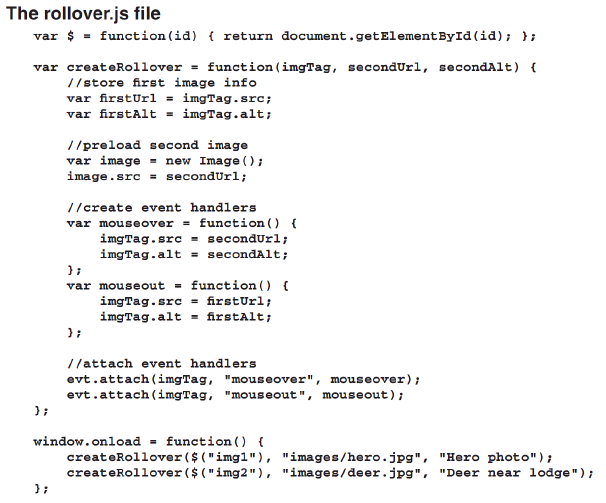 The rollover.js file
var $ = function(id) { return document.getElementById(id); };
var createRollover = function(imgTag, secondUrl, secondAlt) {
//store first image info
var firstUrl = imgTag.src;
var firstAlt = imgTag.alt;
//preload second image
var image = new Image();
image.src = secondUrl;
//create event handlers
var mouseover = function() {
imgTag.src = secondUrl;
imgTag.alt = secondAlt;
};
var mouseout = function() {
imgTag.src = firstUrl;
imgTag.alt = firstAlt;
};
//attach event handlers
evt.attach(imgTag, "mouseover", mouseover);
evt.attach(imgTag, "mouseout", mouseout);
};
window.onload = function() {
createRollover($("img1"), "images/hero.jpg", "Hero photo");
createRollover($("img2"), "images/deer.jpg", "Deer near lodge");
};